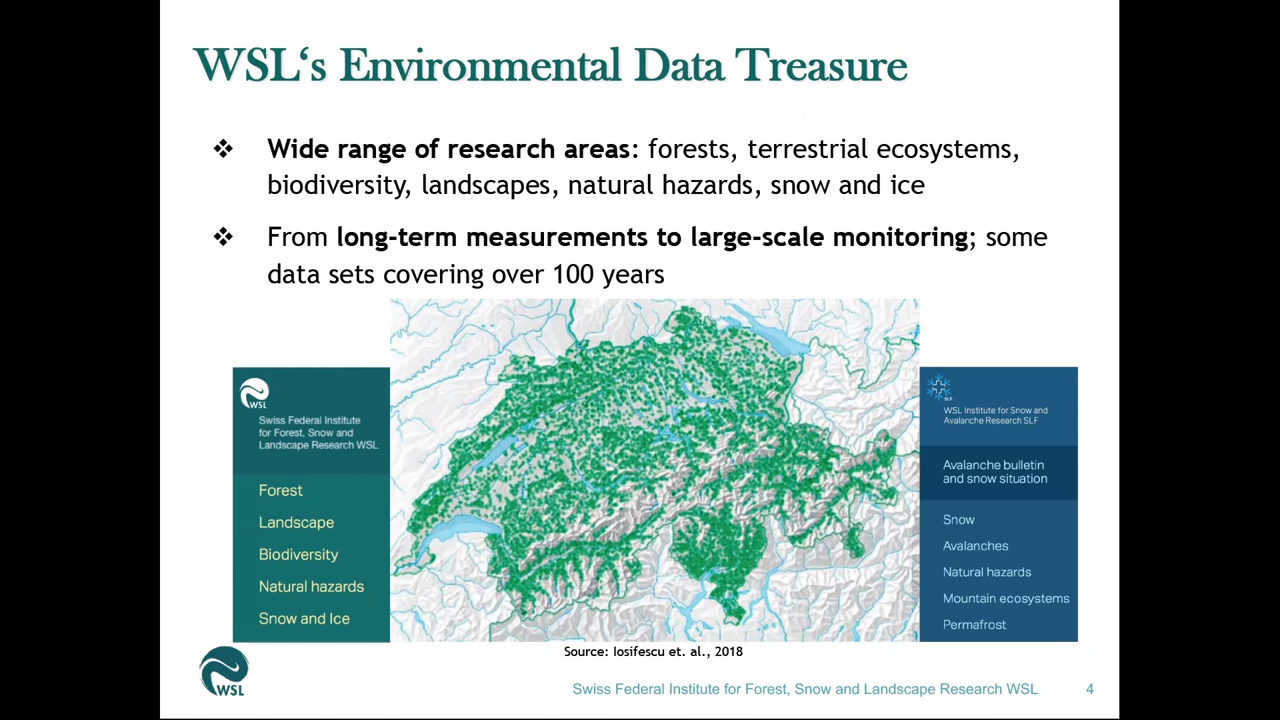 WSL‘s Environmental Data Treasure
❖ Wide range of research areas: forests, terrestrial ecosystems,
biodiversity, landscapes, natural hazards, snow and ice
❖ From long-term measurements to large-scale monitoring; some
data sets covering over 100 years
WSL
Swiss Federal Institute
for Forest, Snow and
Landscape Research WSL
Forest
Landscape
Biodiversity
Natural hazards
Snow and Ice
SLF
WSL Institute for Snow and
Avalanche Research SLF
Avalanche bulletin
and snow situation
Snow
Avalanches
Natural hazards
Mountain ecosystems
Permafrost
Source: Iosifescu et. al., 2018
WSL
Swiss Federal Institute for Forest, Snow and Landscape Research WSL
4